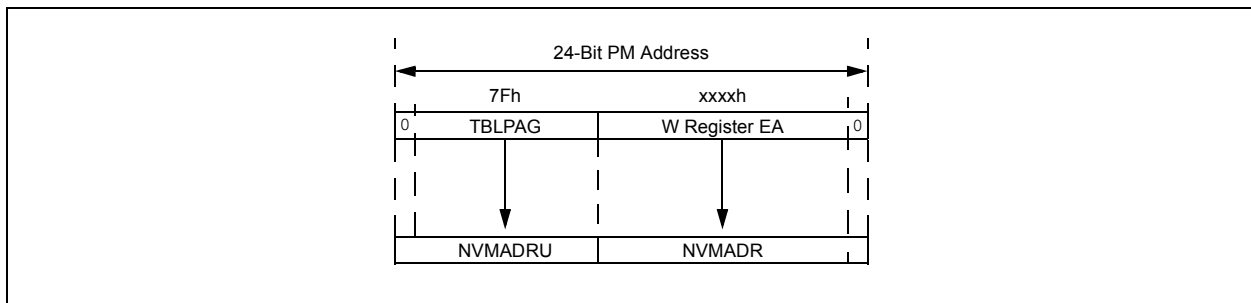 24-Bit PM Address
7Fh xxxxh
0 TBLPAG W Register EA 0
NVMADRU NVMADR